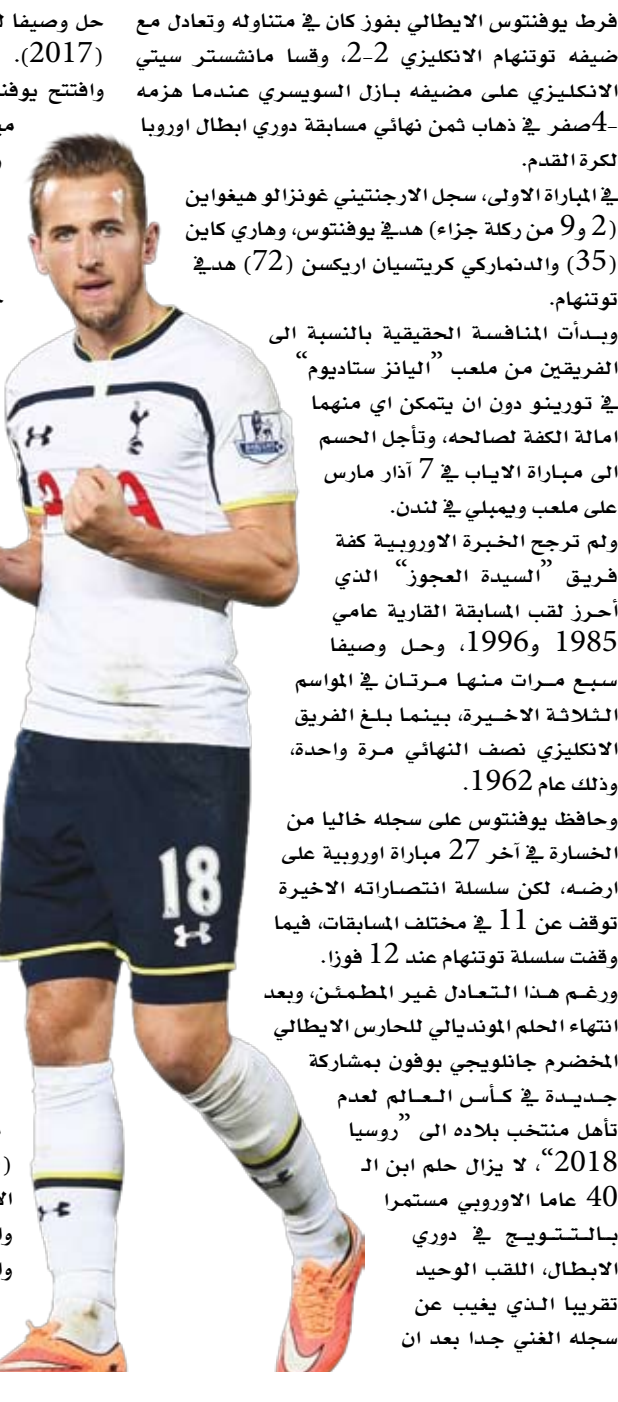 فرط يوفنتوس الايطالي بفوز كان في متناوله وتعادل مع
ضيفه توتنهام الانكليزي 2-2، وقسا مانشستر سيتي
الانكليزي على مضيفه بازل السويسري عندما هزمه
4-صفر في ذهاب ثمن نهائي مسابقة دوري ابطال اوروبا
لكرة القدم.
في المباراة الاولى، سجل الارجنتيني غونزالو هيغواين
(2 و9 من ركلة جزاء) هدفي يوفنتوس، وهاري كاين
(35) والدنماركي كريتسيان اريكسن (72) هدفي
توتنهام.
وبدأت المنافسة الحقيقية بالنسبة الى
الفريقين من ملعب "اليانز ستاديوم"
في تورينو دون ان يتمكن اي منهما
امالة الكفة لصالحه، وتأجل الحسم
الى مباراة الاياب في 7 آذار مارس
على ملعب ويمبلي في لندن.
ولم ترجح الخبرة الاوروبية كفة
فريق "السيدة العجوز" الذي
أحرز لقب المسابقة القارية عامي
1985 و1996، وحل وصيفا
سبع مرات منها مرتان في المواسم
الثلاثة الاخيرة، بينما بلغ الفريق
الانكليزي نصف النهائي مرة واحدة،
وذلك عام 1962.
وحافظ يوفنتوس على سجله خاليا من
الخسارة في آخر 27 مباراة اوروبية على
ارضه، لكن سلسلة انتصاراته الاخيرة
توقف عن 11 في مختلف المسابقات، فيما
وقفت سلسلة توتنهام عند 12 فوزا.
ورغم هذا التعادل غير المطمئن، وبعد
انتهاء الحلم المونديالي للحارس الايطالي
المخضرم جانلويجي بوفون بمشاركة
جديدة في كأس العالم لعدم
تأهل منتخب بلاده الى "روسيا
2018"، لا يزال حلم ابن الـ
40 عاما الاوروبي مستمرا
بالتتويج في دوري
الابطال، اللقب الوحيد
تقريبا الذي يغيب عن
سجله الغني جدا بعد ان
حل وصيفا
(2017).
وافتتح
18